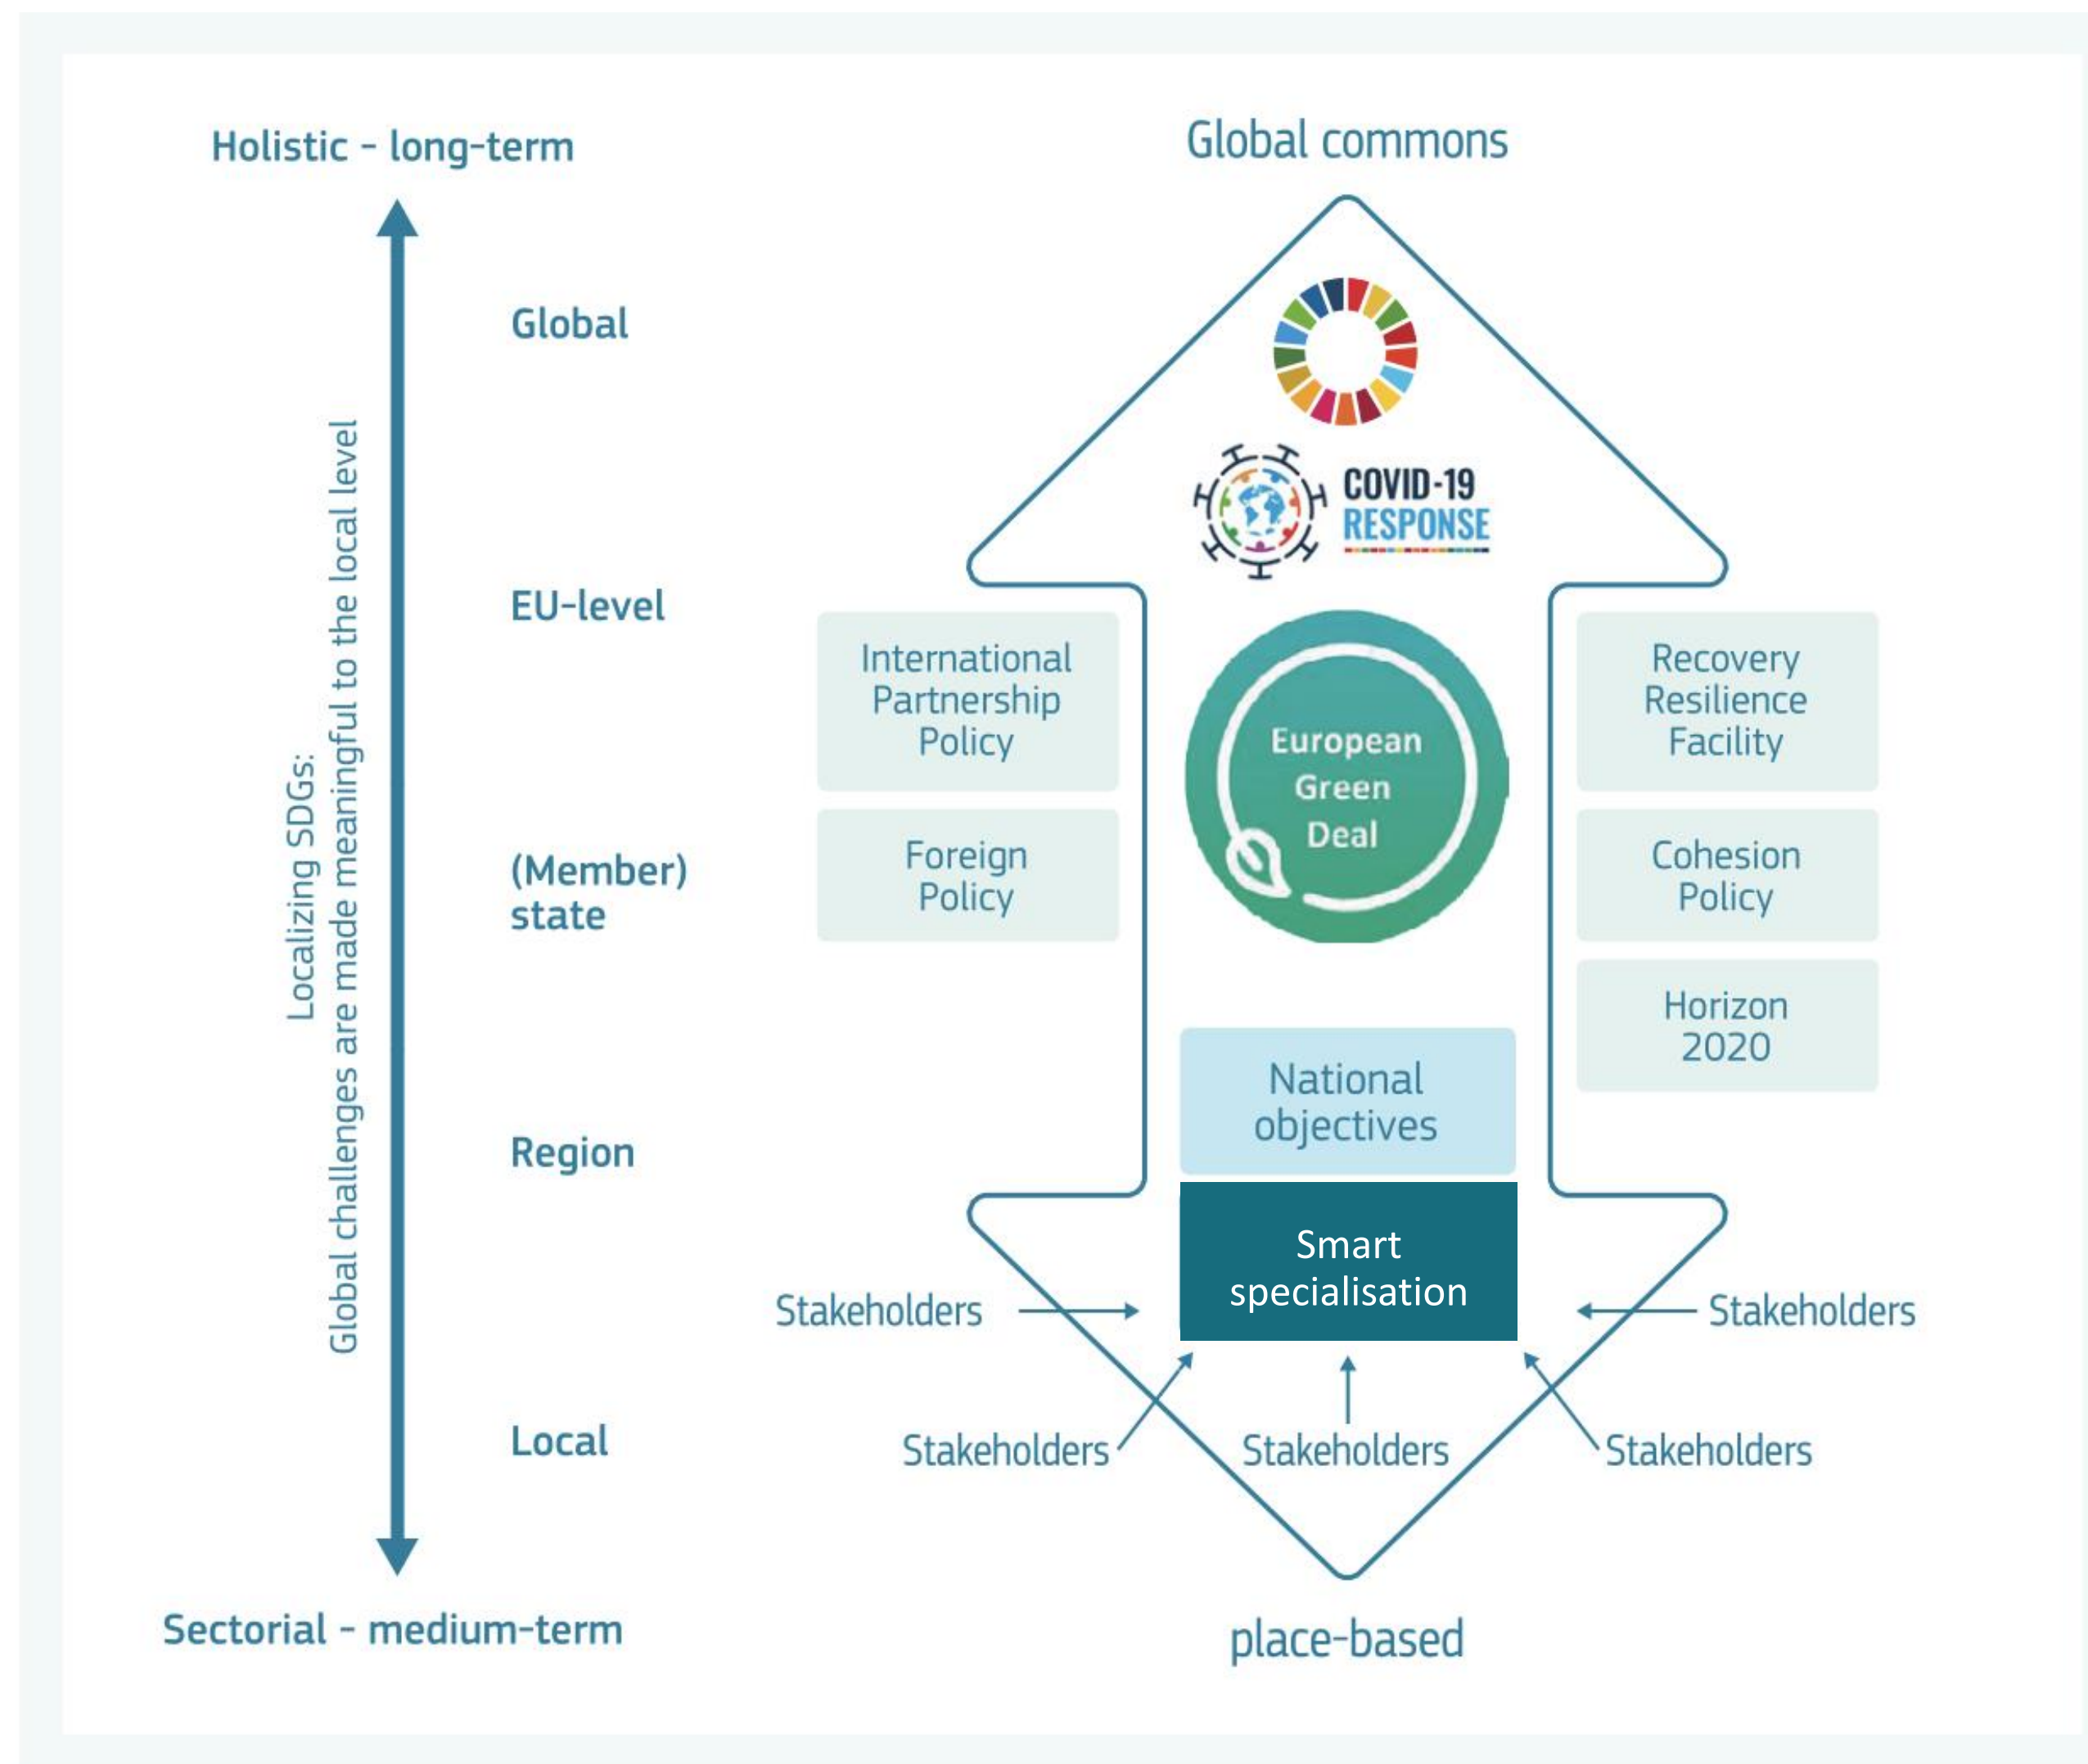 Holistic - long-term
Global commons
Global
COVID-19
RESPONSE
Localizing SDGs:
Global challenges are made meaningful to the local level
EU-level
International
Partnership
Policy
European
Green
Deal
Recovery
Resilience
Facility
(Member)
state
Foreign
Policy
Cohesion
Policy
Horizon
2020
National
objectives
Region
Smart
specialisation
Stakeholders
Stakeholders
Local
Stakeholders
Stakeholders
Stakeholders
Sectorial - medium-term
place-based